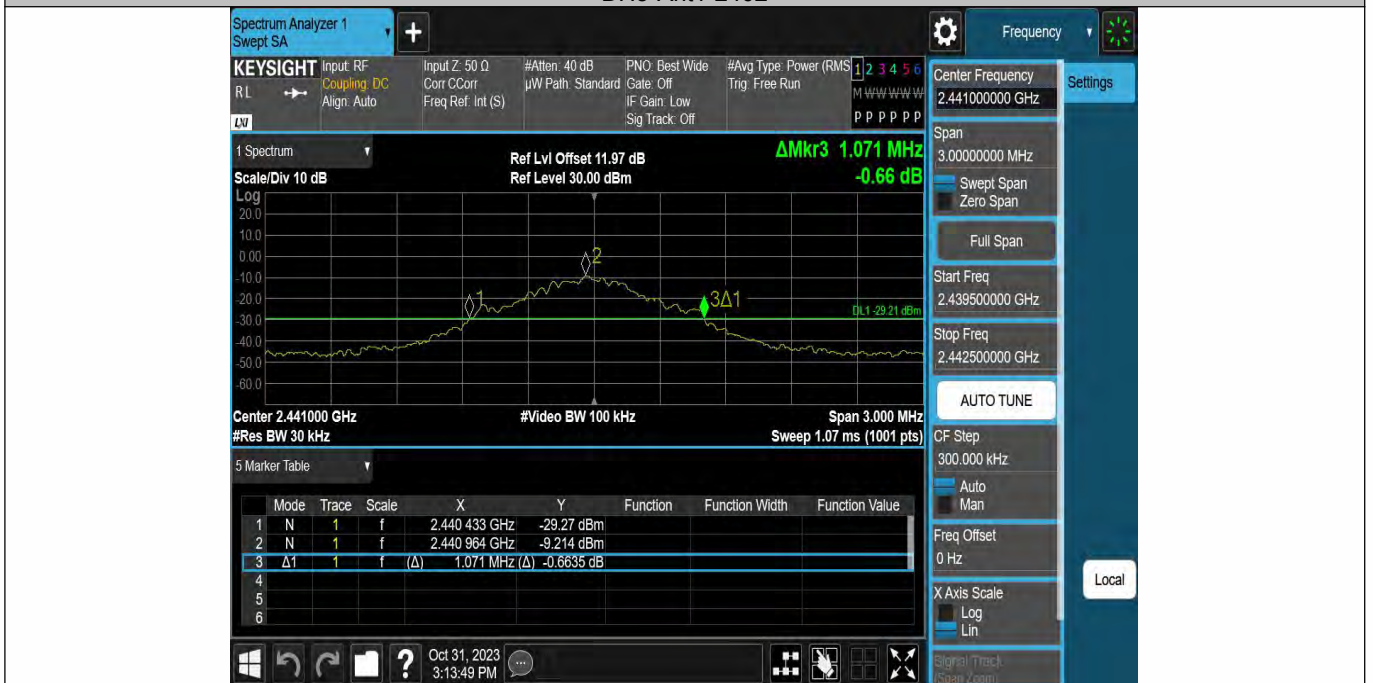 Spectrum Analyzer 1
Swept SA
+
Frequency
KEYSIGHT
RL
LXI
Input: RF
Coupling: DC
Align: Auto
Input Z: 50 Ω
Corr CCorr
Freq Ref: Int (S)
#Atten: 40 dB
µW Path: Standard
PNO: Best Wide
Gate: Off
IF Gain: Low
Sig Track: Off
#Avg Type: Power (RMS
Trig: Free Run
1 2 3 4 5 6
M W W W W W
P P P P P P
1 Spectrum
Scale/Div 10 dB
Ref Lvl Offset 11.97 dB
Ref Level 30.00 dBm
ΔMkr3 1.071 MHz
-0.66 dB
Log
20.0
10.0
0.00
-10.0
-20.0
-30.0
-40.0
-50.0
-60.0
1
2
3Δ1
DL1 -29.21 dBm
Center 2.441000 GHz
#Res BW 30 kHz
#Video BW 100 kHz
Span 3.000 MHz
Sweep 1.07 ms (1001 pts)
5 Marker Table
Mode Trace Scale X Y Function Function Width Function Value
1 N 1 f 2.440 433 GHz -29.27 dBm
2 N 1 f 2.440 964 GHz -9.214 dBm
3 Δ1 1 f (Δ) 1.071 MHz (Δ) -0.6635 dB
4
5
6
?
Oct 31, 2023
3:13:49 PM
Center Frequency
2.441000000 GHz
Settings
Span
3.00000000 MHz
Swept Span
Zero Span
Full Span
Start Freq
2.439500000 GHz
Stop Freq
2.442500000 GHz
AUTO TUNE
CF Step
300.000 kHz
Auto
Man
Freq Offset
0 Hz
X Axis Scale
Log
Lin
Local
Signal Track
(Span Zoom)